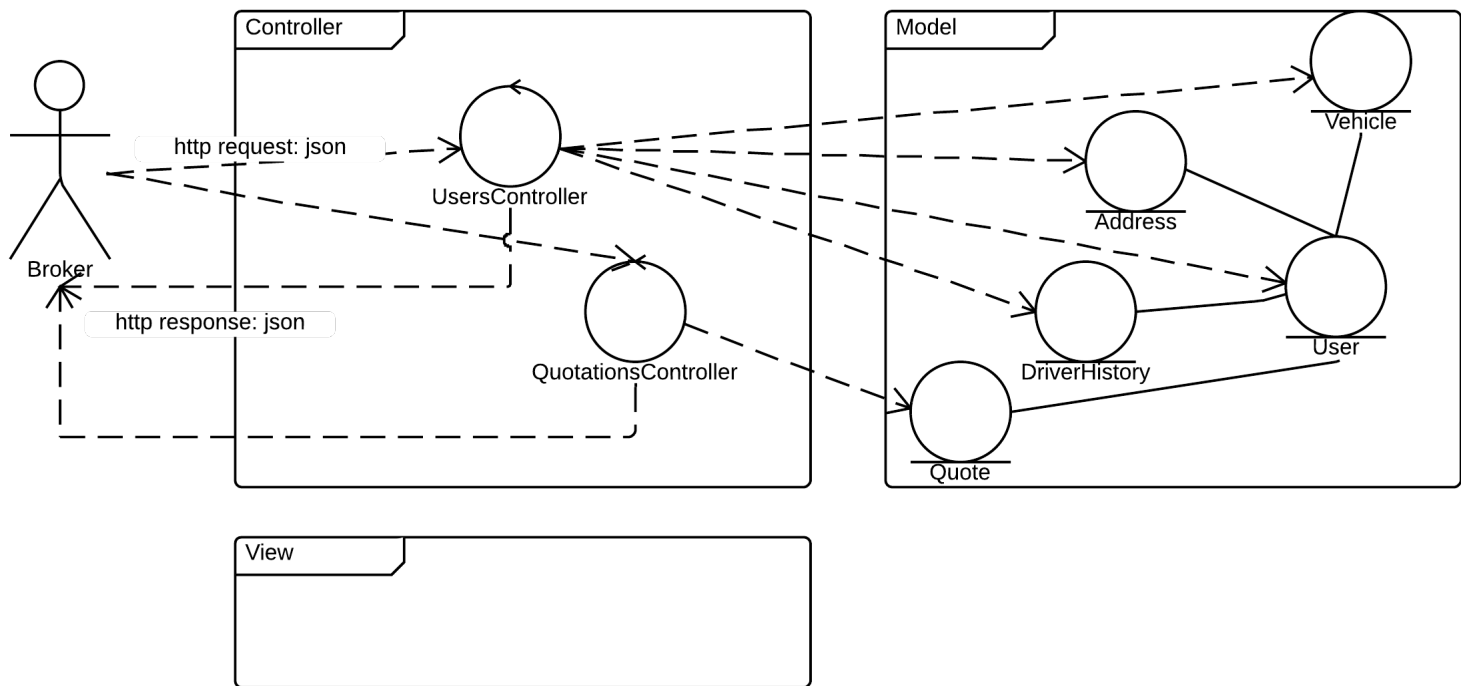 Controller
Model
Vehicle
http request: json
UsersController
Address
Broker
http response: json
User
QuotationsController
DriverHistory
Quote
View